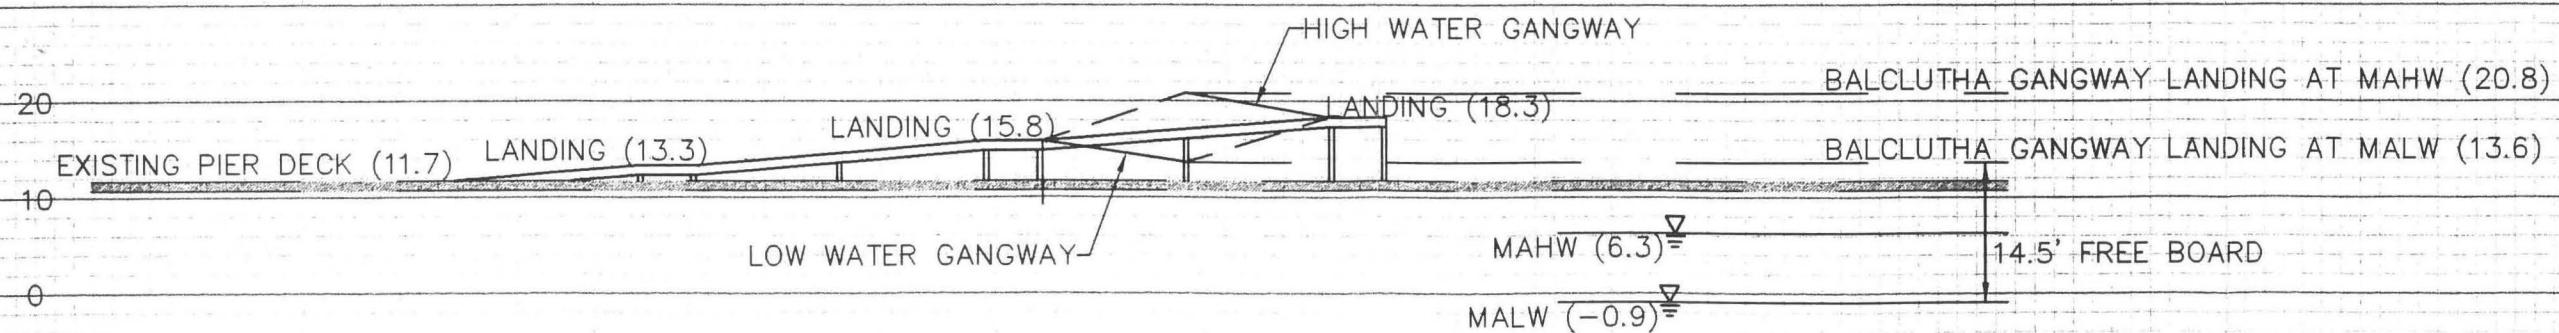 HIGH WATER GANGWAY
BALCLUTHA GANGWAY LANDING AT MAHW (20.8)
20
LANDING (18.3)
LANDING (15.8)
EXISTING PIER DECK (11.7)
LANDING (13.3)
BALCLUTHA GANGWAY LANDING AT MALW (13.6)
10
LOW WATER GANGWAY
MAHW (6.3)
14.5' FREE BOARD
0
MALW (-0.9)